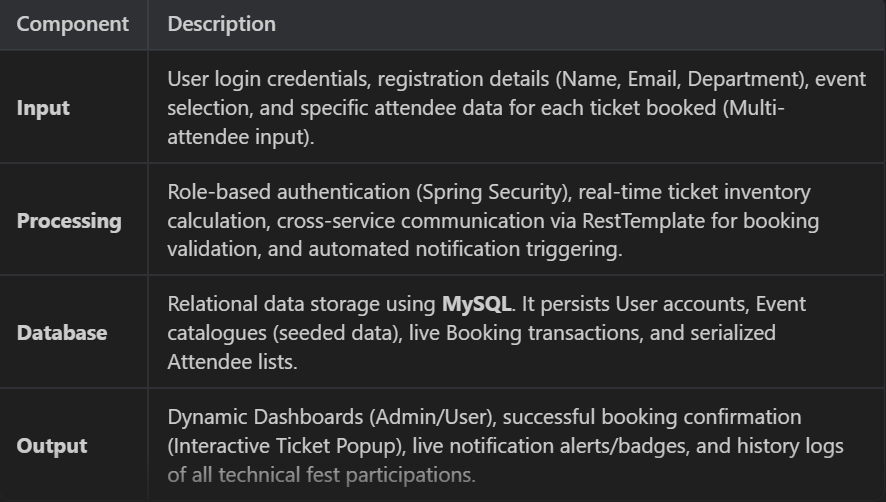 Component Description
User login credentials, registration details (Name, Email, Department), event
Input selection, and specific attendee data for each ticket booked (Multi-
attendee input).
Role-based authentication (Spring Security), real-time ticket inventory
Processing calculation, cross-service communication via RestTemplate for booking
validation, and automated notification triggering.
Relational data storage using MySQL. It persists User accounts, Event
Database catalogues (seeded data), live Booking transactions, and serialized
Attendee lists.
Dynamic Dashboards (Admin/User), successful booking confirmation
Output (Interactive Ticket Popup), live notification alerts/badges, and history logs
of all technical fest participations.